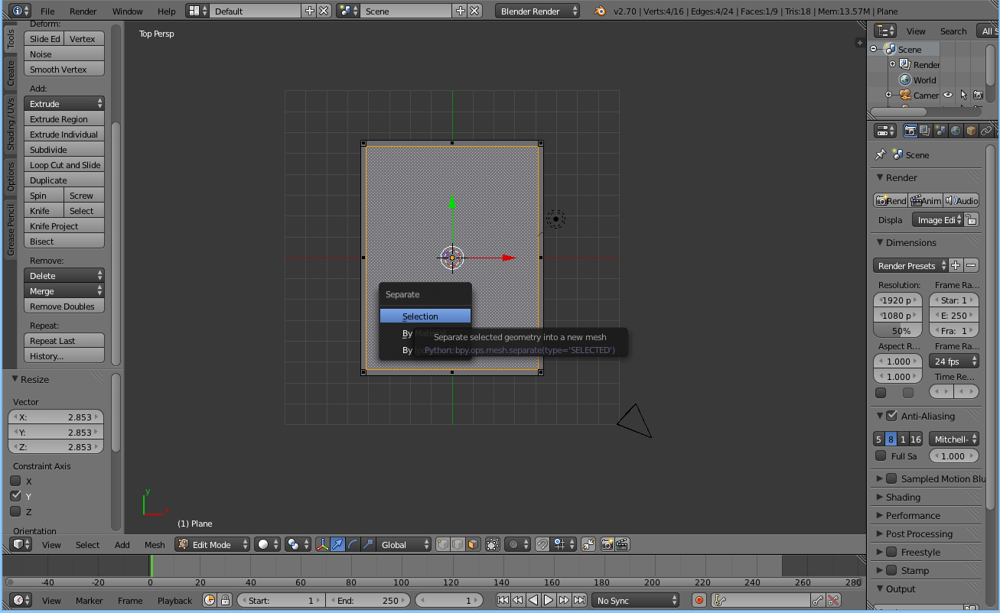 File Render Window Help Default Scene Blender Render v2.70 | Verts:4/16 | Edges:4/24 | Faces:1/9 | Tris:18 | Mem:13.57M | Plane
Tools
Create
Shading / UVs
Options
Grease Pencil
Deform:
Slide Ed Vertex
Noise
Smooth Vertex
Add:
Extrude
Extrude Region
Extrude Individual
Subdivide
Loop Cut and Slide
Duplicate
Spin Screw
Knife Select
Knife Project
Bisect
Remove:
Delete
Merge
Remove Doubles
Repeat:
Repeat Last
History...
Resize
Vector
X: 2.853
Y: 2.853
Z: 2.853
Constraint Axis
X
Y
Z
Orientation
Top Persp
Separate
Selection
By
By
Separate selected geometry into a new mesh
Python: bpy.ops.mesh.separate(type='SELECTED')
y
x
(1) Plane
View Select Add Mesh Edit Mode Global
-40 -20 0 20 40 60 80 100 120 140 160 180 200 220 240 260 280
View Marker Frame Playback Start: 1 End: 250 1 No Sync
View Search All S
Scene
Render
World
Camer
Scene
Render
Rend Anim Audio
Displa Image Edi
Dimensions
Render Presets
Resolution: Frame Ra...
1920 p Star: 1
1080 p E: 250
50% Fra: 1
Aspect R... Frame Ra...
1.000 24 fps
1.000 Time Re...
Anti-Aliasing
5 8 11 16 Mitchell-
Full Sa 1.000
Sampled Motion Blu
Shading
Performance
Post Processing
Freestyle
Stamp
Output